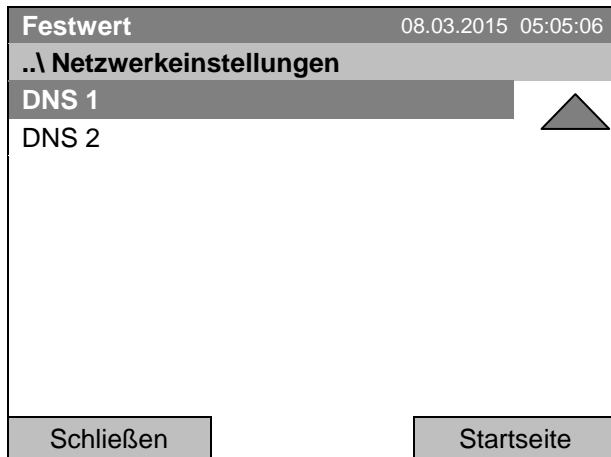 Festwert 08.03.2015 05:05:06
..\ Netzwerkeinstellungen
DNS 1
DNS 2
Schließen Startseite